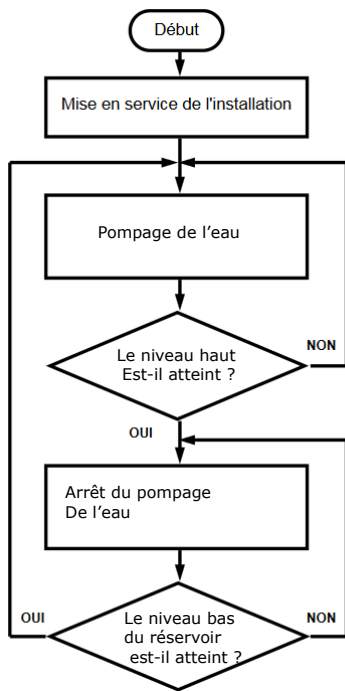 Début
Mise en service de l'installation
Pompage de l'eau
Le niveau haut
Est-il atteint ?
NON
OUI
Arrêt du pompage
De l'eau
OUI
Le niveau bas
du réservoir
est-il atteint ?
NON